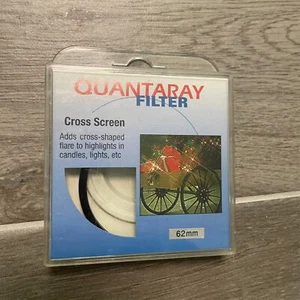 QUANTARAY
FILTER
Cross Screen
Adds cross-shaped
flare to highlights in
candles, lights, etc
62mm